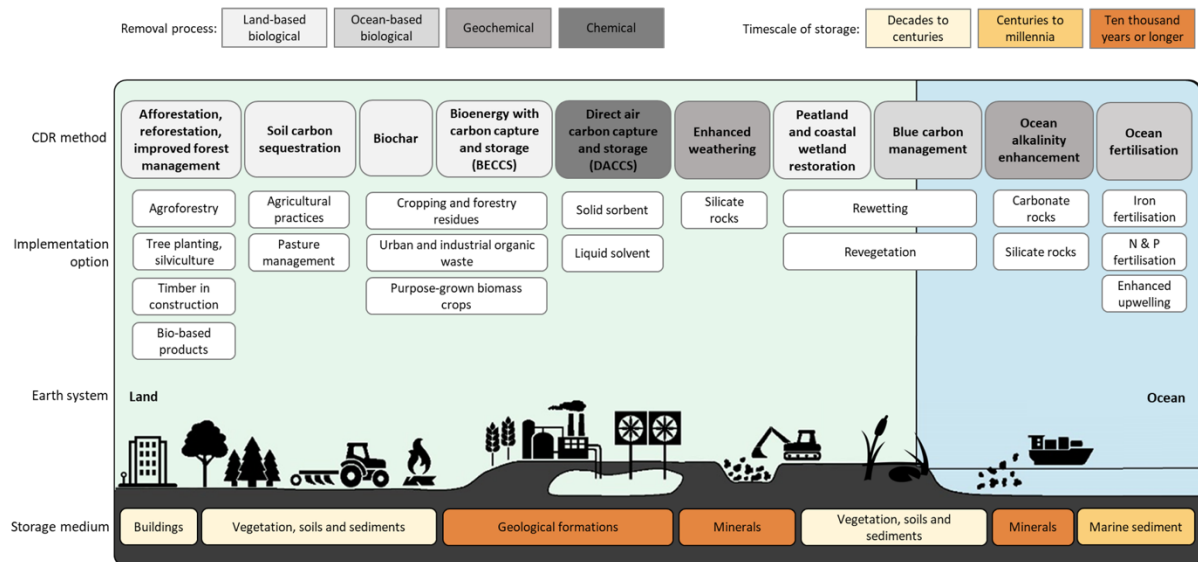 Removal process:
Land-based
biological
Ocean-based
biological
Geochemical
Chemical
Timescale of storage:
Decades to
centuries
Centuries to
millennia
Ten thousand
years or longer
CDR method
Afforestation,
reforestation,
improved forest
management
Soil carbon
sequestration
Biochar
Bioenergy with
carbon capture
and storage
(BECCS)
Direct air
carbon capture
and storage
(DACCS)
Enhanced
weathering
Peatland
and coastal
wetland
restoration
Blue carbon
management
Ocean
alkalinity
enhancement
Ocean
fertilisation
Implementation
option
Agroforestry
Tree planting,
silviculture
Timber in
construction
Bio-based
products
Agricultural
practices
Pasture
management
Cropping and forestry
residues
Urban and industrial organic
waste
Purpose-grown biomass
crops
Solid sorbent
Liquid solvent
Silicate
rocks
Rewetting
Revegetation
Carbonate
rocks
Silicate rocks
Iron
fertilisation
N & P
fertilisation
Enhanced
upwelling
Earth system
Land
Ocean
Storage medium
Buildings
Vegetation, soils and sediments
Geological formations
Minerals
Vegetation, soils and
sediments
Minerals
Marine sediment